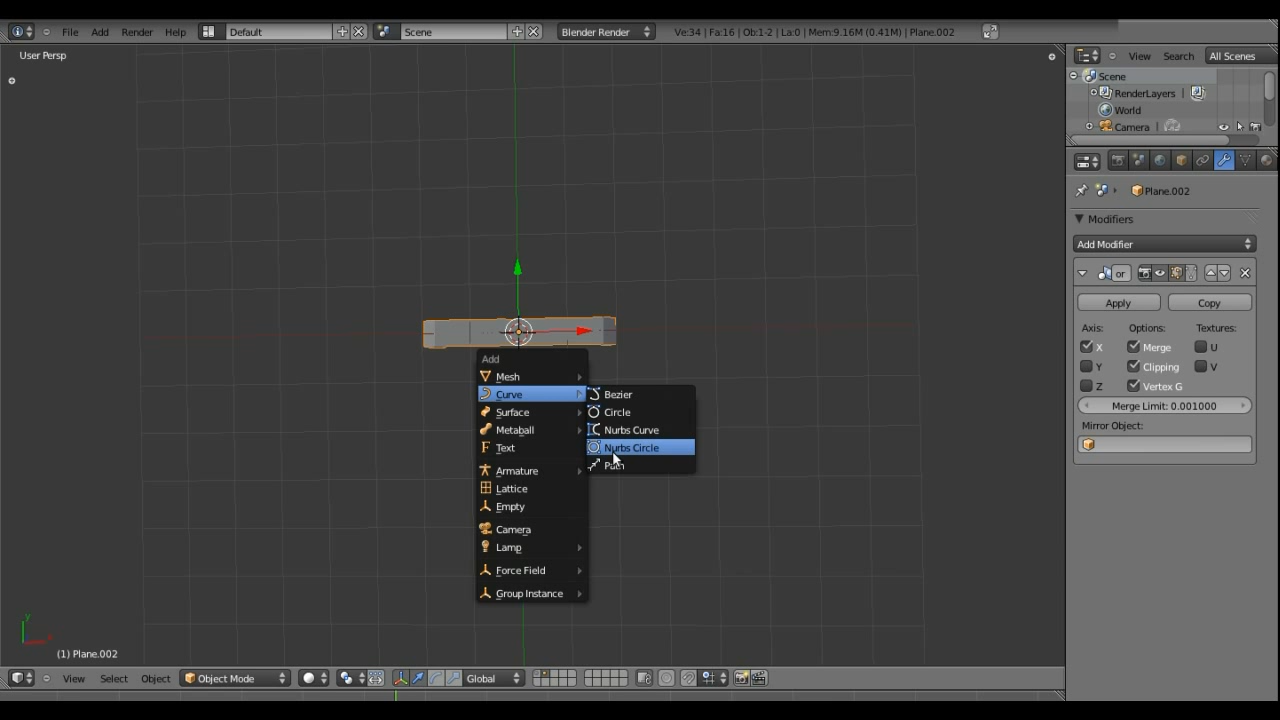 File Add Render Help Default Scene Blender Render Ve:34 | Fa:16 | Ob:1-2 | La:0 | Mem:9.16M (0.41M) | Plane.002
User Persp
View Search All Scenes
Scene
RenderLayers |
World
Camera |
Plane.002
Modifiers
Add Modifier
or
Apply Copy
Axis: Options: Textures:
X Merge U
Y Clipping V
Z Vertex G
Merge Limit: 0.001000
Mirror Object:
Add
Mesh
Curve
Surface
Metaball
Text
Armature
Lattice
Empty
Camera
Lamp
Force Field
Group Instance
Bezier
Circle
Nurbs Curve
Nurbs Circle
Path
y
x
(1) Plane.002
View Select Object Object Mode Global